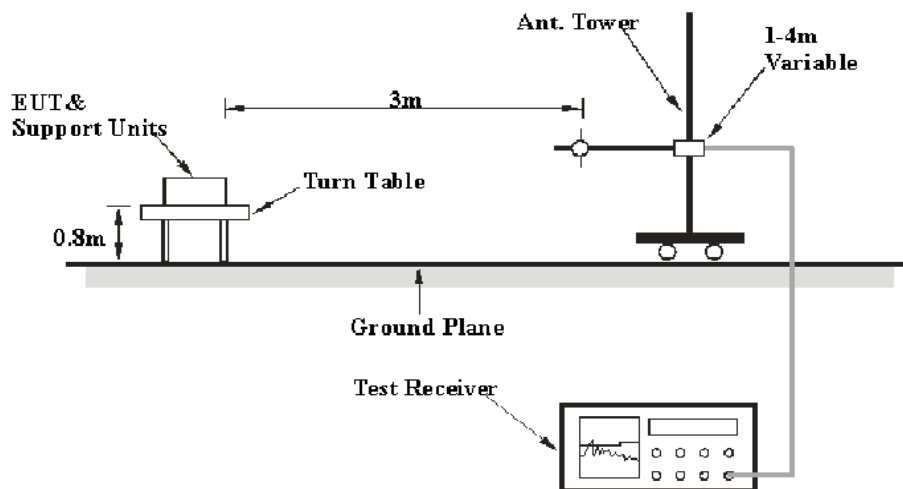 Ant. Tower
1-4m
Variable
3m
EUT &
Support Units
Turn Table
0.8m
Ground Plane
Test Receiver